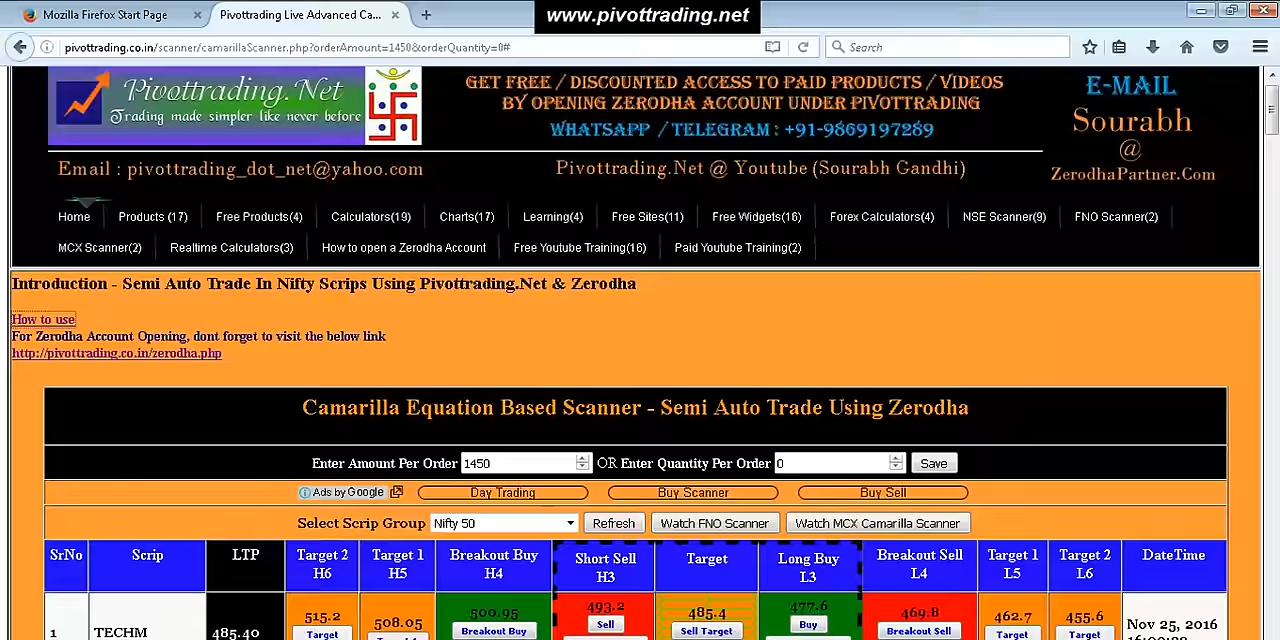 Mozilla Firefox Start Page
Pivottrading Live Advanced Ca...
www.pivottrading.net
pivottrading.co.in/scanner/camarillaScanner.php?orderAmount=1450&orderQuantity=0#
Search
Pivottrading.Net
Trading made simpler like never before
GET FREE / DISCOUNTED ACCESS TO PAID PRODUCTS / VIDEOS
BY OPENING ZERODHA ACCOUNT UNDER PIVOTTRADING
WHATSAPP / TELEGRAM : +91-9869197289
E-MAIL
Sourabh
@
ZerodhaPartner.Com
Email : pivottrading_dot_net@yahoo.com
Pivottrading.Net @ Youtube (Sourabh Gandhi)
Home Products (17) Free Products(4) Calculators(19) Charts(17) Learning(4) Free Sites(11) Free Widgets(16) Forex Calculators(4) NSE Scanner(9) FNO Scanner(2)
MCX Scanner(2) Realtime Calculators(3) How to open a Zerodha Account Free Youtube Training(16) Paid Youtube Training(2)
Introduction - Semi Auto Trade In Nifty Scrips Using Pivottrading.Net & Zerodha
How to use
For Zerodha Account Opening, dont forget to visit the below link
http://pivottrading.co.in/zerodha.php
Camarilla Equation Based Scanner - Semi Auto Trade Using Zerodha
Enter Amount Per Order 1450 OR Enter Quantity Per Order 0 Save
Ads by Google Day Trading Buy Scanner Buy Sell
Select Scrip Group Nifty 50 Refresh Watch FNO Scanner Watch MCX Camarilla Scanner
SrNo Scrip LTP Target 2 H6 Target 1 H5 Breakout Buy H4 Short Sell H3 Target Long Buy L3 Breakout Sell L4 Target 1 L5 Target 2 L6 DateTime
1 TECHM 485.40 515.2 508.05 500.95 493.2 485.4 477.6 469.8 462.7 455.6 Nov 25, 2016
Target Breakout Buy Sell Sell Target Buy Breakout Sell Target Target